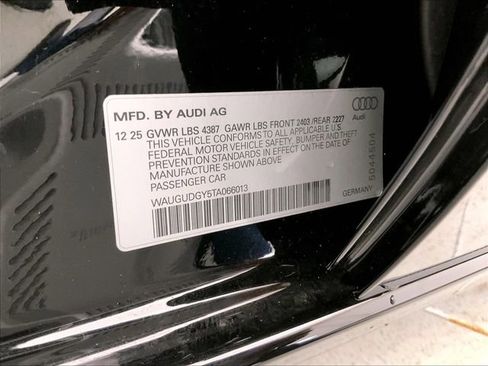 MFD. BY AUDI AG
Audi
12 25 GVWR LBS 4387 GAWR LBS FRONT 2403 /REAR 2227
THIS VEHICLE CONFORMS TO ALL APPLICABLE U.S.
FEDERAL MOTOR VEHICLE SAFETY, BUMPER AND THEFT
PREVENTION STANDARDS IN EFFECT ON THE DATE OF
MANUFACTURE SHOWN ABOVE
PASSENGER CAR
WAUGUDGY5TA066013
GERMANY
5044504